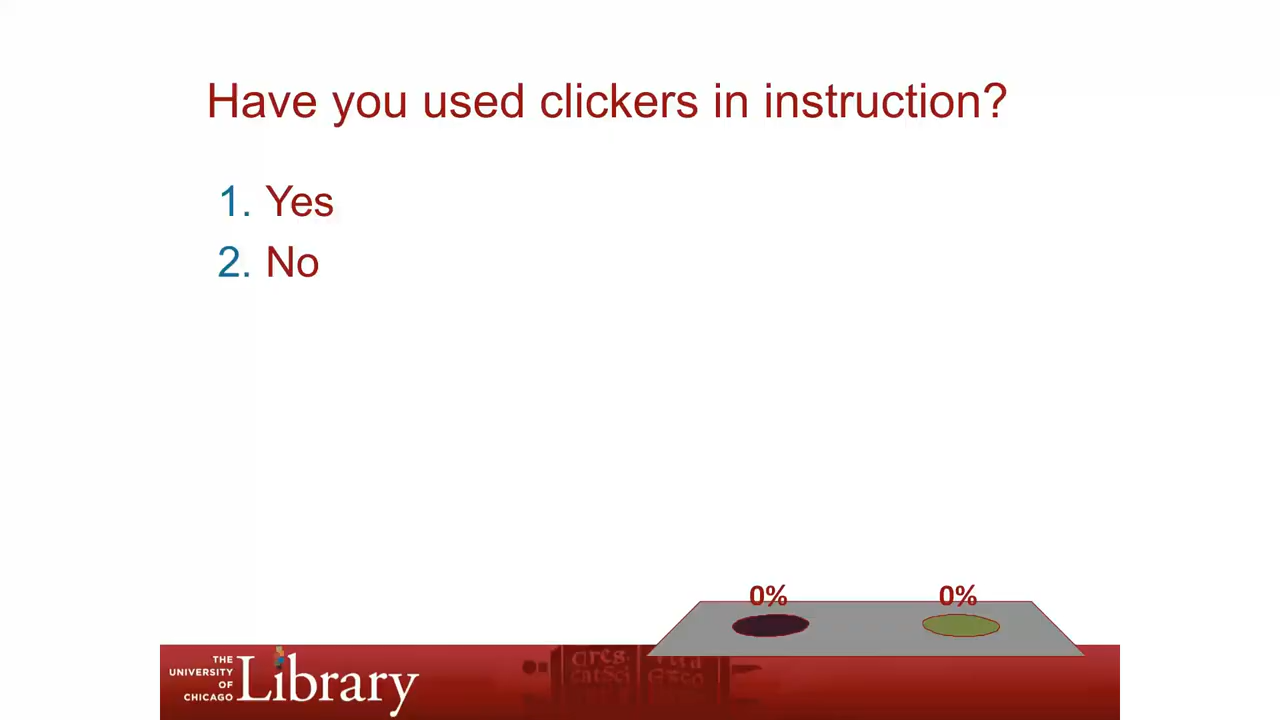 Have you used clickers in instruction?
1. Yes
2. No
0% 0%
THE
UNIVERSITY
OF
CHICAGO
Library